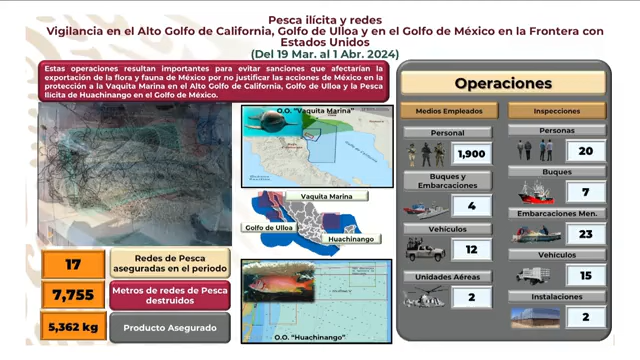 Pesca ilícita y redes
Vigilancia en el Alto Golfo de California, Golfo de Ulloa y en el Golfo de México en la Frontera con
Estados Unidos
(Del 19 Mar. al 1 Abr. 2024)
Estas operaciones resultan importantes para evitar sanciones que afectarían la
exportación de la flora y fauna de México por no justificar las acciones de México en la
protección a la Vaquita Marina en el Alto Golfo de California, Golfo de Ulloa y la Pesca
Ilícita de Huachinango en el Golfo de México.
O.O. "Vaquita Marina"
Vaquita Marina
Golfo de Ulloa
Huachinango
O.O. "Huachinango"
17
Redes de Pesca
aseguradas en el periodo
7,755
Metros de redes de Pesca
destruidos
5,362 kg
Producto Asegurado
Operaciones
Medios Empleados
Personal
1,900
Buques y
Embarcaciones
4
Vehículos
12
Unidades Aéreas
2
Inspecciones
Personas
20
Buques
7
Embarcaciones Men.
23
Vehículos
15
Instalaciones
2